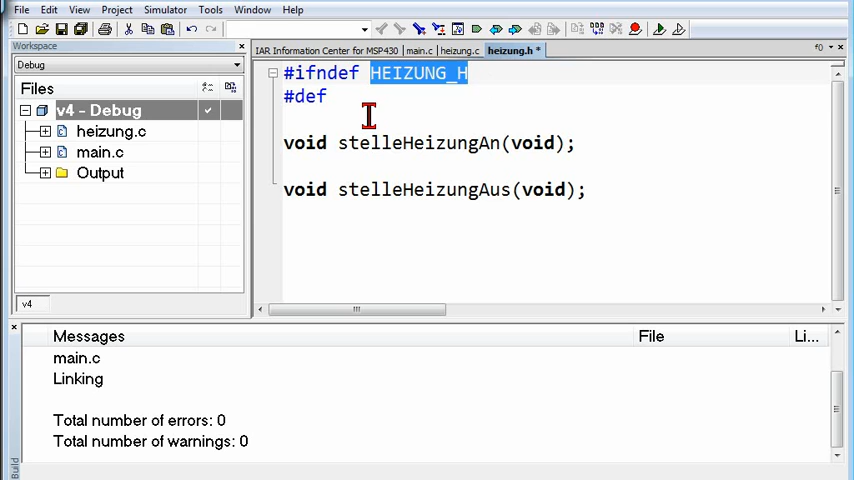 File Edit View Project Simulator Tools Window Help
Workspace
Debug
Files
v4 - Debug
heizung.c
main.c
Output
v4
IAR Information Center for MSP430 | main.c | heizung.c | heizung.h *
f0
#ifndef HEIZUNG_H
#def
void stelleHeizungAn(void);
void stelleHeizungAus(void);
Messages File Li...
main.c
Linking
Total number of errors: 0
Total number of warnings: 0
Build